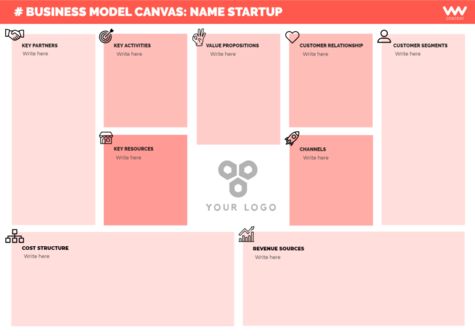 # BUSINESS MODEL CANVAS: NAME STARTUP
KEY PARTNERS
Write here
KEY ACTIVITIES
Write here
VALUE PROPOSITIONS
Write here
CUSTOMER RELATIONSHIP
Write here
CUSTOMER SEGMENTS
Write here
KEY RESOURCES
Write here
CHANNELS
Write here
YOUR LOGO
COST STRUCTURE
Write here
REVENUE SOURCES
Write here